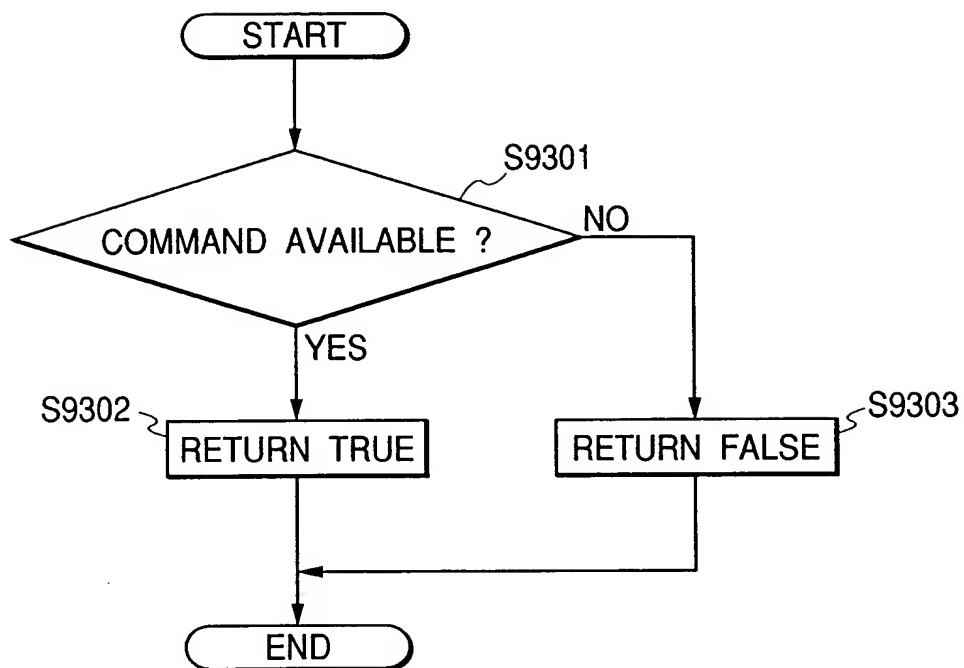 START
S9301
COMMAND AVAILABLE ?
NO
YES
S9302
RETURN TRUE
S9303
RETURN FALSE
END